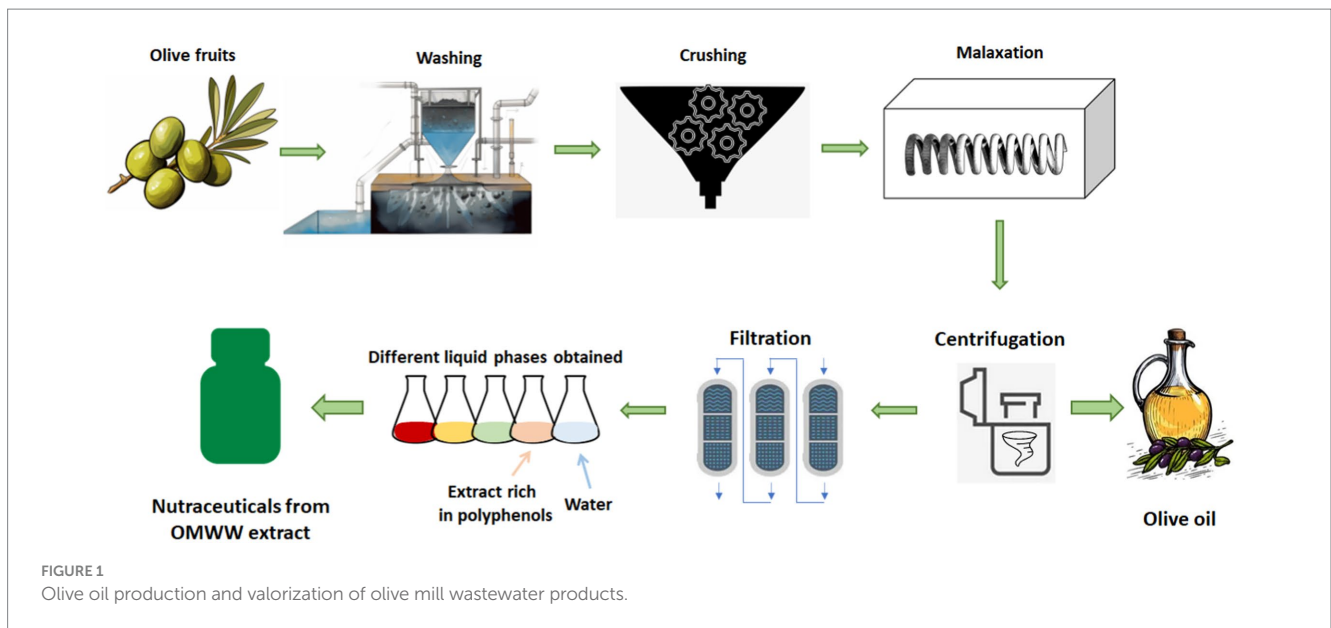 Olive fruits
Washing
Crushing
Malaxation
Centrifugation
Olive oil
Filtration
Different liquid phases obtained
Extract rich
in polyphenols
Water
Nutraceuticals from
OMWW extract
FIGURE 1
Olive oil production and valorization of olive mill wastewater products.